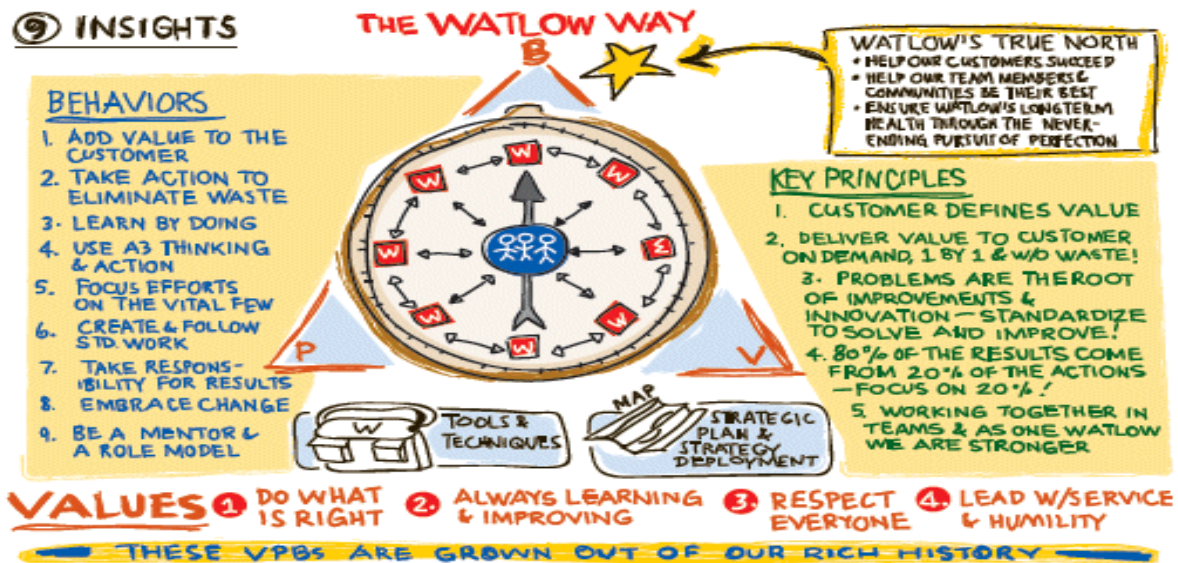 9 INSIGHTS
THE WATLOW WAY
B
WATLOW'S TRUE NORTH
• HELP OUR CUSTOMERS SUCCEED
• HELP OUR TEAM MEMBERS &
COMMUNITIES BE THEIR BEST
• ENSURE WATLOW'S LONG TERM
HEALTH THROUGH THE NEVER-
ENDING PURSUIT OF PERFECTION
BEHAVIORS
1. ADD VALUE TO THE
CUSTOMER
2. TAKE ACTION TO
ELIMINATE WASTE
3. LEARN BY DOING
4. USE A3 THINKING
& ACTION
5. FOCUS EFFORTS
ON THE VITAL FEW
6. CREATE & FOLLOW
STD. WORK
7. TAKE RESPONS-
IBILITY FOR RESULTS
8. EMBRACE CHANGE
9. BE A MENTOR &
A ROLE MODEL
W
W
W
W
W
W
W
W
P
V
KEY PRINCIPLES
1. CUSTOMER DEFINES VALUE
2. DELIVER VALUE TO CUSTOMER
ON DEMAND, 1 BY 1 & W/O WASTE!
3. PROBLEMS ARE THE ROOT
OF IMPROVEMENTS &
INNOVATION – STANDARDIZE
TO SOLVE AND IMPROVE!
4. 80% OF THE RESULTS COME
FROM 20% OF THE ACTIONS
– FOCUS ON 20%!
5. WORKING TOGETHER IN
TEAMS & AS ONE WATLOW
WE ARE STRONGER
W
TOOLS &
TECHNIQUES
MAP
STRATEGIC
PLAN &
STRATEGY
DEPLOYMENT
VALUES
1. DO WHAT
IS RIGHT
2. ALWAYS LEARNING
& IMPROVING
3. RESPECT
EVERYONE
4. LEAD W/SERVICE
& HUMILITY
THESE VPBs ARE GROWN OUT OF OUR RICH HISTORY